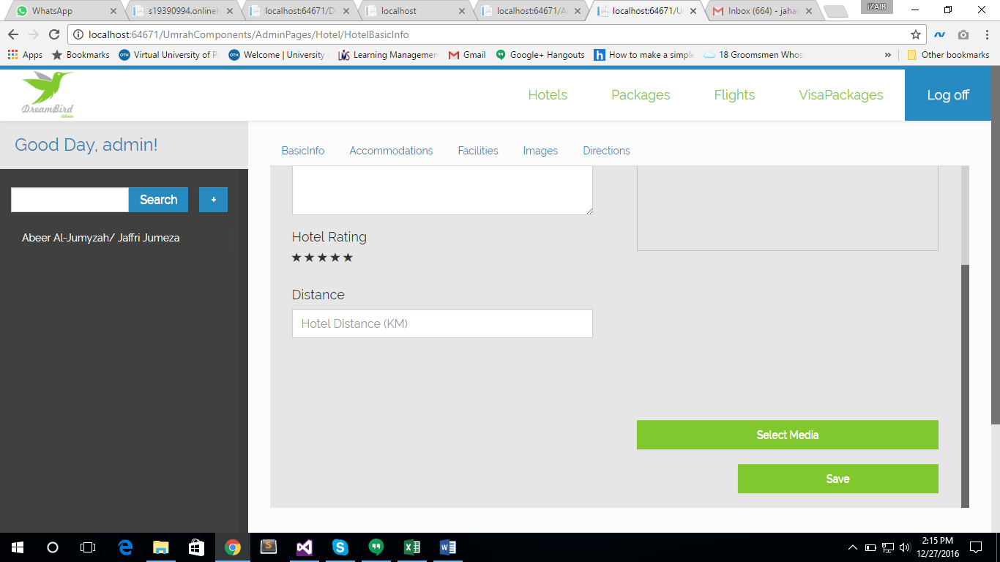 iZAIB
WhatsApp
s19390994.onlineh
localhost:64671/D
localhost
localhost:64671/A
localhost:64671/U
Inbox (664) - jahar
localhost:64671/UmrahComponents/AdminPages/Hotel/HotelBasicInfo
Apps
Bookmarks
Virtual University of P
Welcome | University
Learning Managemen
Gmail
Google+ Hangouts
How to make a simple
18 Groomsmen Whos
»
Other bookmarks
DreamBird
Admin
Hotels
Packages
Flights
VisaPackages
Log off
Good Day, admin!
BasicInfo
Accommodations
Facilities
Images
Directions
Search
+
Abeer Al-Jumyzah/ Jaffri Jumeza
Hotel Rating
★★★★★
Distance
Hotel Distance (KM)
Select Media
Save
2:15 PM
12/27/2016